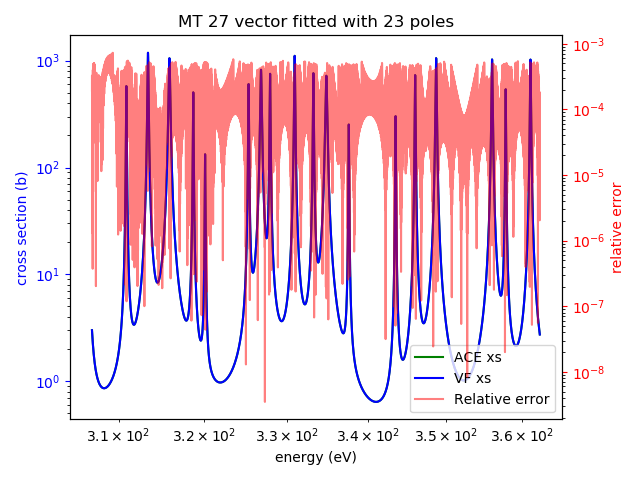 MT 27 vector fitted with 23 poles
10³
10²
10¹
10⁰
cross section (b)
10⁻³
10⁻⁴
10⁻⁵
10⁻⁶
10⁻⁷
10⁻⁸
relative error
ACE xs
VF xs
Relative error
3.1 × 10² 3.2 × 10² 3.3 × 10² 3.4 × 10² 3.5 × 10² 3.6 × 10²
energy (eV)